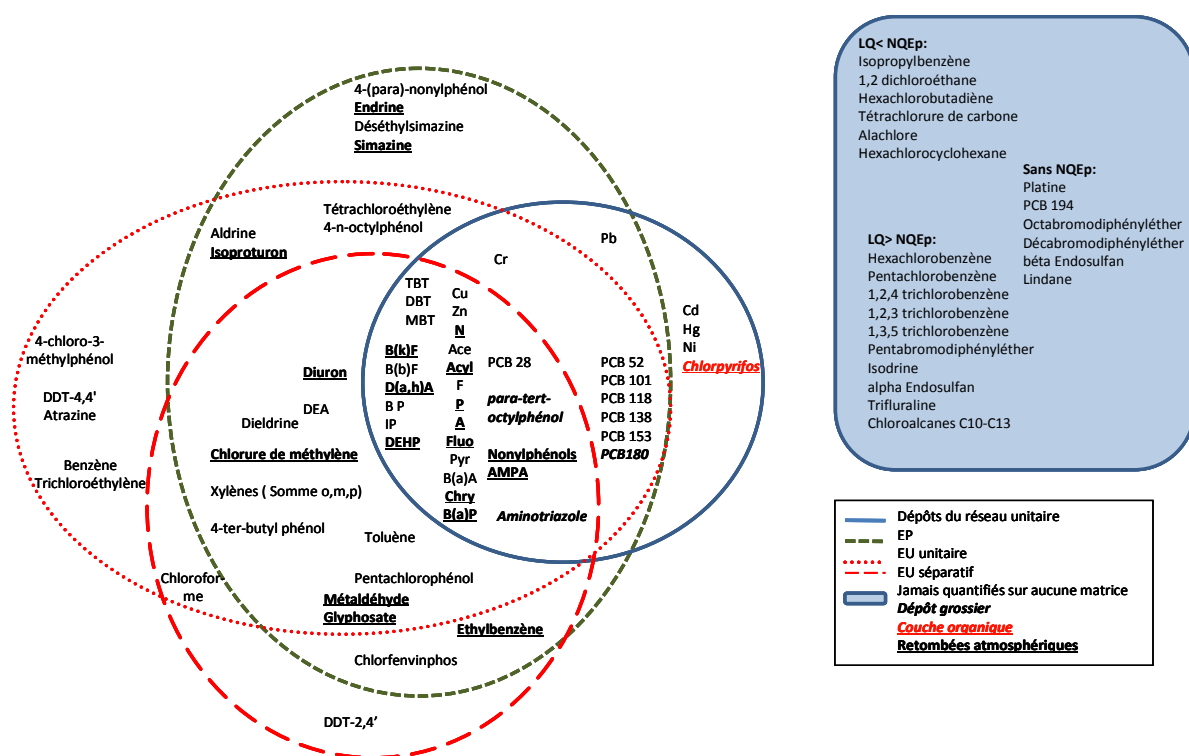 4-(para)-nonylphénol
Endrine
Déséthylsimazine
Simazine
Tétrachloroéthylène
4-n-octylphénol
Aldrine
Isoproturon
Pb
Cr
TBT
DBT
MBT
Cu
Zn
N
Ace
Acyl
F
P
A
Fluo
Pyr
B(a)A
Chry
B(a)P
B(k)F
B(b)F
D(a,h)A
B P
IP
DEHP
PCB 28
para-tert-
octylphénol
Nonylphénols
AMPA
Aminotriazole
PCB 52
PCB 101
PCB 118
PCB 138
PCB 153
PCB180
Cd
Hg
Ni
Chlorpyrifos
4-chloro-3-
méthylphénol
DDT-4,4'
Atrazine
Benzène
Trichloroéthylène
Diuron
DEA
Dieldrine
Chlorure de méthylène
Xylènes ( Somme o,m,p)
4-ter-butyl phénol
Toluène
Chlorofor
me
Pentachlorophénol
Métaldéhyde
Glyphosate
Ethylbenzène
Chlorfenvinphos
DDT-2,4’
LQ< NQEp:
Isopropylbenzène
1,2 dichloroéthane
Hexachlorobutadiène
Tétrachlorure de carbone
Alachlore
Hexachlorocyclohexane
Sans NQEp:
Platine
PCB 194
Octabromodiphényléther
Décabromodiphényléther
béta Endosulfan
Lindane
LQ> NQEp:
Hexachlorobenzène
Pentachlorobenzène
1,2,4 trichlorobenzène
1,2,3 trichlorobenzène
1,3,5 trichlorobenzène
Pentabromodiphényléther
Isodrine
alpha Endosulfan
Trifluraline
Chloroalcanes C10-C13
Dépôts du réseau unitaire
EP
EU unitaire
EU séparatif
Jamais quantifiés sur aucune matrice
Dépôt grossier
Couche organique
Retombées atmosphériques